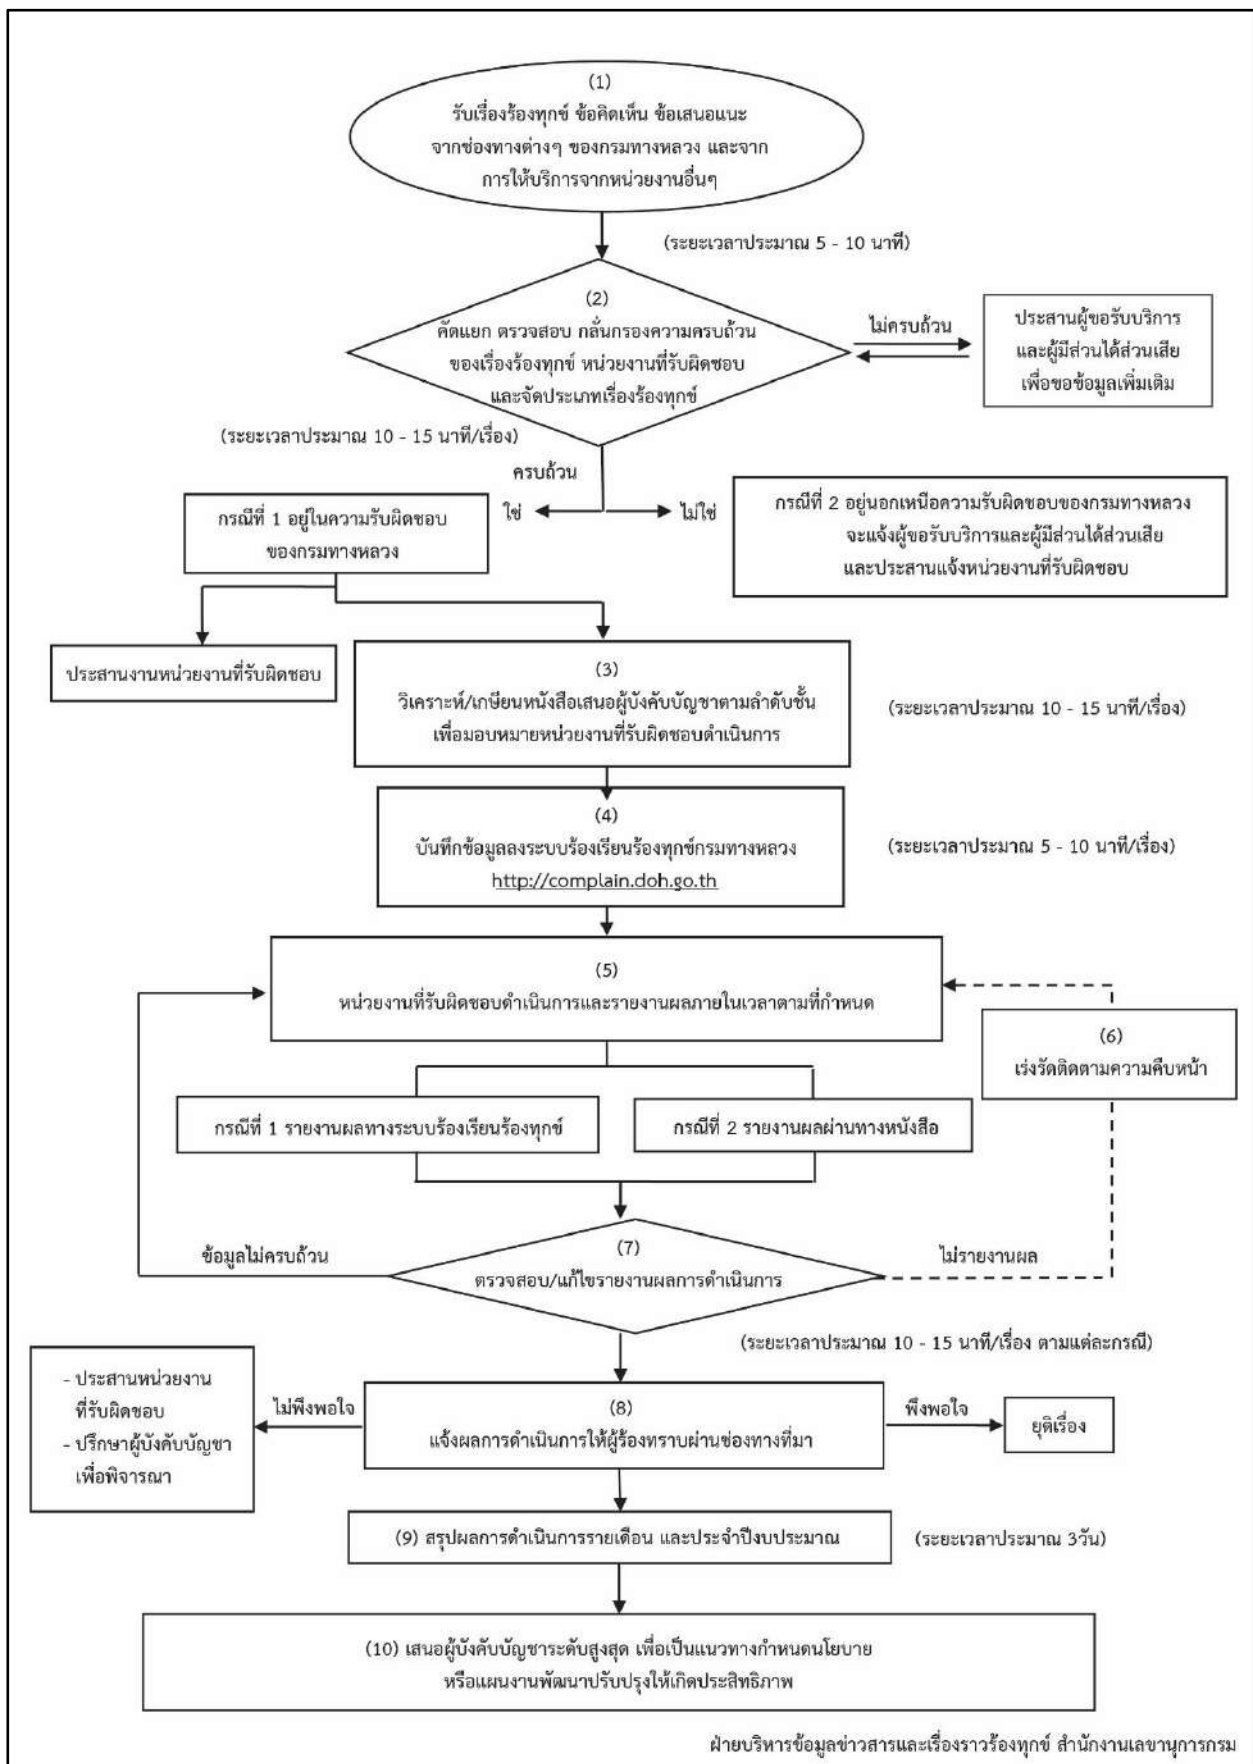 (1)
รับเรื่องร้องทุกข์ ข้อคิดเห็น ข้อเสนอแนะ
จากช่องทางต่างๆ ของกรมทางหลวง และจาก
การให้บริการจากหน่วยงานอื่นๆ
(ระยะเวลาประมาณ 5 - 10 นาที)
(2)
คัดแยก ตรวจสอบ กลั่นกรองความครบถ้วน
ของเรื่องร้องทุกข์ หน่วยงานที่รับผิดชอบ
และจัดประเภทเรื่องร้องทุกข์
ไม่ครบถ้วน
ประสานผู้ขอรับบริการ
และผู้มีส่วนได้ส่วนเสีย
เพื่อขอข้อมูลเพิ่มเติม
(ระยะเวลาประมาณ 10 - 15 นาที/เรื่อง)
ครบถ้วน
ใช่
ไม่ใช่
กรณีที่ 1 อยู่ในความรับผิดชอบ
ของกรมทางหลวง
กรณีที่ 2 อยู่นอกเหนือความรับผิดชอบของกรมทางหลวง
จะแจ้งผู้ขอรับบริการและผู้มีส่วนได้ส่วนเสีย
และประสานแจ้งหน่วยงานที่รับผิดชอบ
ประสานงานหน่วยงานที่รับผิดชอบ
(3)
วิเคราะห์/เกษียนหนังสือเสนอผู้บังคับบัญชาตามลำดับชั้น
เพื่อมอบหมายหน่วยงานที่รับผิดชอบดำเนินการ
(ระยะเวลาประมาณ 10 - 15 นาที/เรื่อง)
(4)
บันทึกข้อมูลลงระบบร้องเรียนร้องทุกข์กรมทางหลวง
http://complain.doh.go.th
(ระยะเวลาประมาณ 5 - 10 นาที/เรื่อง)
(5)
หน่วยงานที่รับผิดชอบดำเนินการและรายงานผลภายในเวลาตามที่กำหนด
(6)
เร่งรัดติดตามความคืบหน้า
กรณีที่ 1 รายงานผลทางระบบร้องเรียนร้องทุกข์
กรณีที่ 2 รายงานผลผ่านทางหนังสือ
(7)
ตรวจสอบ/แก้ไขรายงานผลการดำเนินการ
ข้อมูลไม่ครบถ้วน
ไม่รายงานผล
(ระยะเวลาประมาณ 10 - 15 นาที/เรื่อง ตามแต่ละกรณี)
- ประสานหน่วยงาน
ที่รับผิดชอบ
- ปรึกษาผู้บังคับบัญชา
เพื่อพิจารณา
ไม่พึงพอใจ
(8)
แจ้งผลการดำเนินการให้ผู้ร้องทราบผ่านช่องทางที่มา
พึงพอใจ
ยุติเรื่อง
(9) สรุปผลการดำเนินการรายเดือน และประจำปีงบประมาณ
(ระยะเวลาประมาณ 3วัน)
(10) เสนอผู้บังคับบัญชาระดับสูงสุด เพื่อเป็นแนวทางกำหนดนโยบาย
หรือแผนงานพัฒนาปรับปรุงให้เกิดประสิทธิภาพ
ฝ่ายบริหารข้อมูลข่าวสารและเรื่องราวร้องทุกข์ สำนักงานเลขานุการกรม